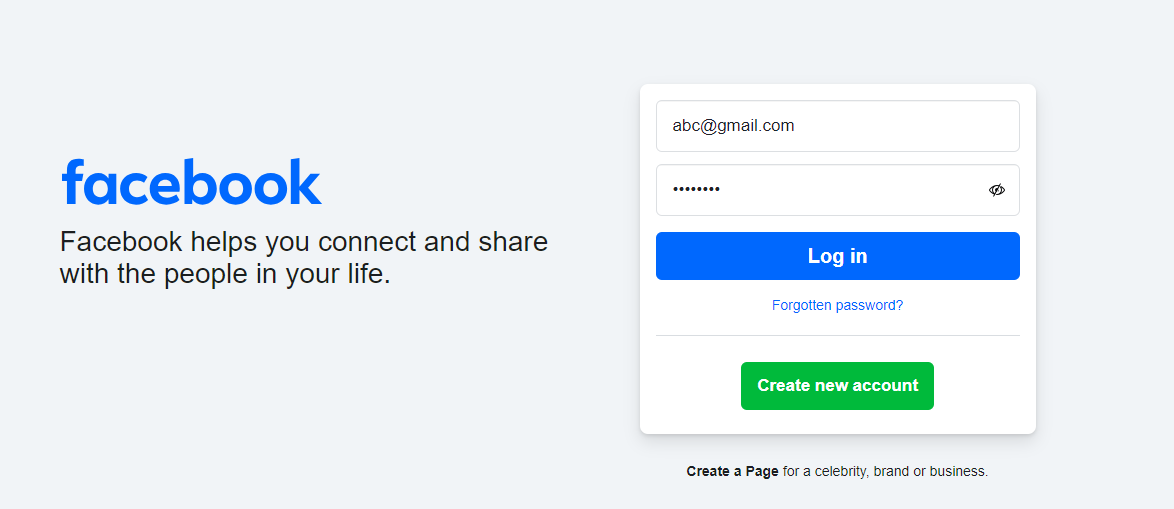 facebook
Facebook helps you connect and share
with the people in your life.
abc@gmail.com
••••••••
Log in
Forgotten password?
Create new account
Create a Page for a celebrity, brand or business.